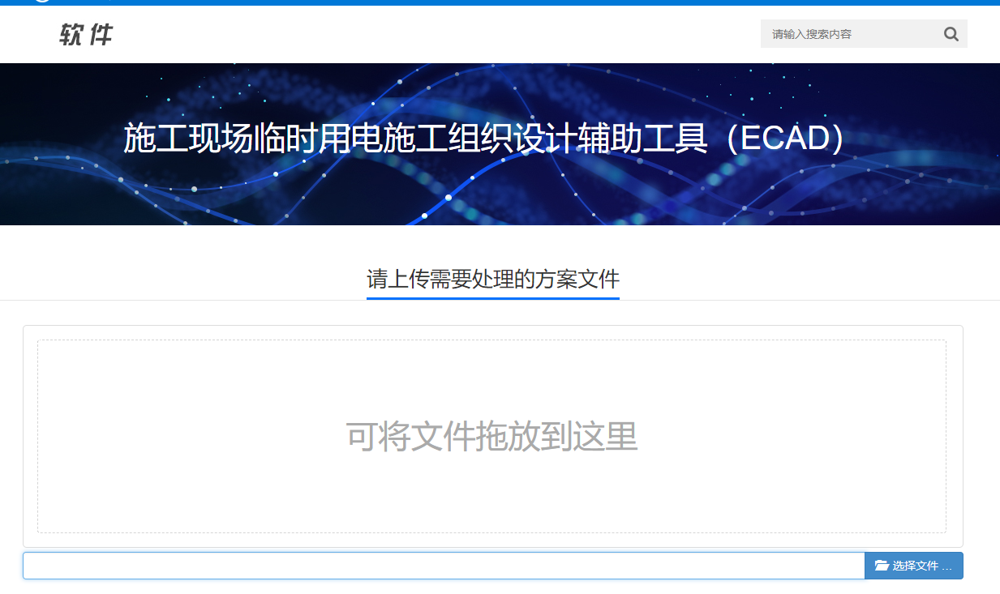 软件
请输入搜索内容
施工现场临时用电施工组织设计辅助工具（ECAD）
请上传需要处理的方案文件
可将文件拖放到这里
选择文件 ...